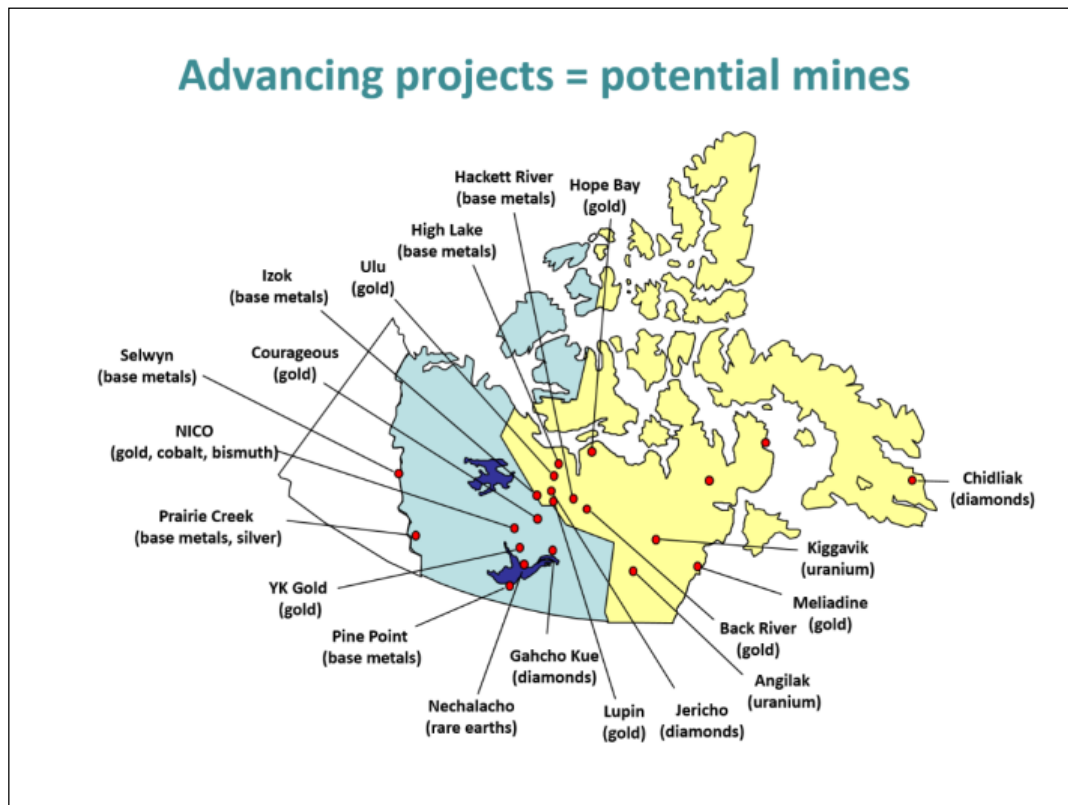 Advancing projects = potential mines
Hackett River
(base metals)
Hope Bay
(gold)
High Lake
(base metals)
Ulu
(gold)
Izok
(base metals)
Courageous
(gold)
Selwyn
(base metals)
NICO
(gold, cobalt, bismuth)
Prairie Creek
(base metals, silver)
YK Gold
(gold)
Pine Point
(base metals)
Nechalacho
(rare earths)
Gahcho Kue
(diamonds)
Lupin
(gold)
Jericho
(diamonds)
Angilak
(uranium)
Back River
(gold)
Meliadine
(gold)
Kiggavik
(uranium)
Chidliak
(diamonds)